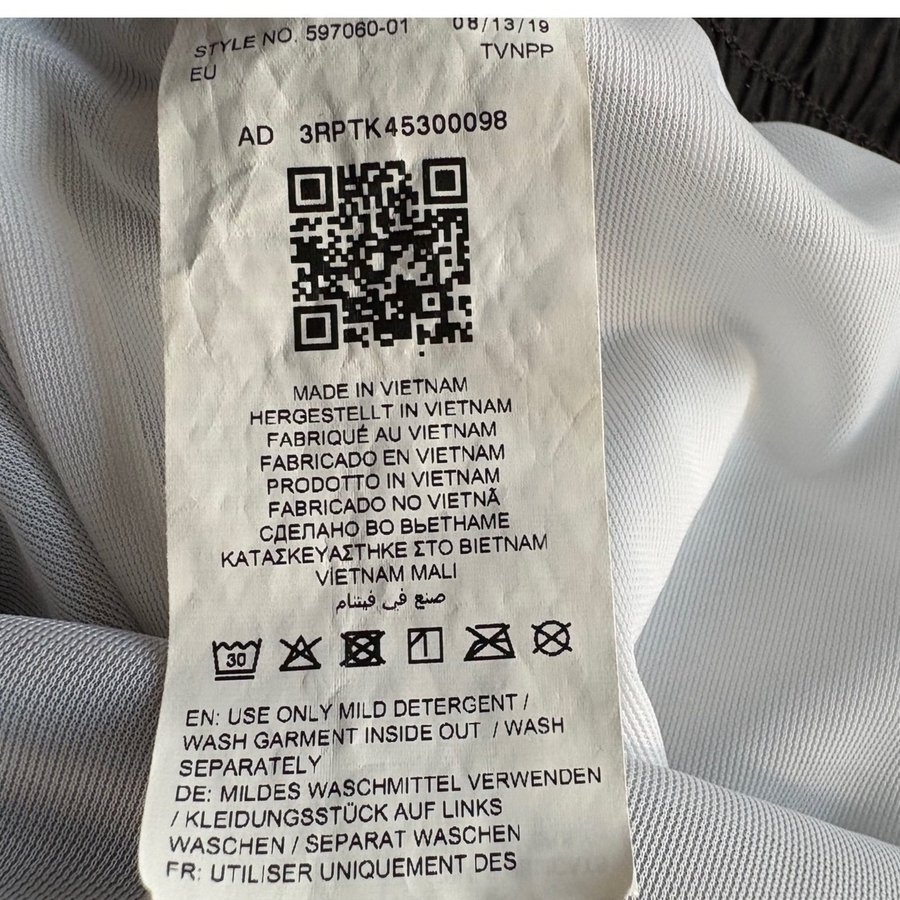 STYLE NO. 597060-01 08/13/19
EU TVNPP
AD 3RPTK45300098
MADE IN VIETNAM
HERGESTELLT IN VIETNAM
FABRIQUÉ AU VIETNAM
FABRICADO EN VIETNAM
PRODOTTO IN VIETNAM
FABRICADO NO VIETNÃ
СДЕЛАНО ВО ВЬЕТНАМЕ
ΚΑΤΑΣΚΕΥΑΣΤΗΚΕ ΣΤΟ ΒΙΕΤΝΑΜ
VIETNAM MALI
صنع في فيتنام
30
EN: USE ONLY MILD DETERGENT /
WASH GARMENT INSIDE OUT / WASH
SEPARATELY
DE: MILDES WASCHMITTEL VERWENDEN
/ KLEIDUNGSSTÜCK AUF LINKS
WASCHEN / SEPARAT WASCHEN
FR: UTILISER UNIQUEMENT DES